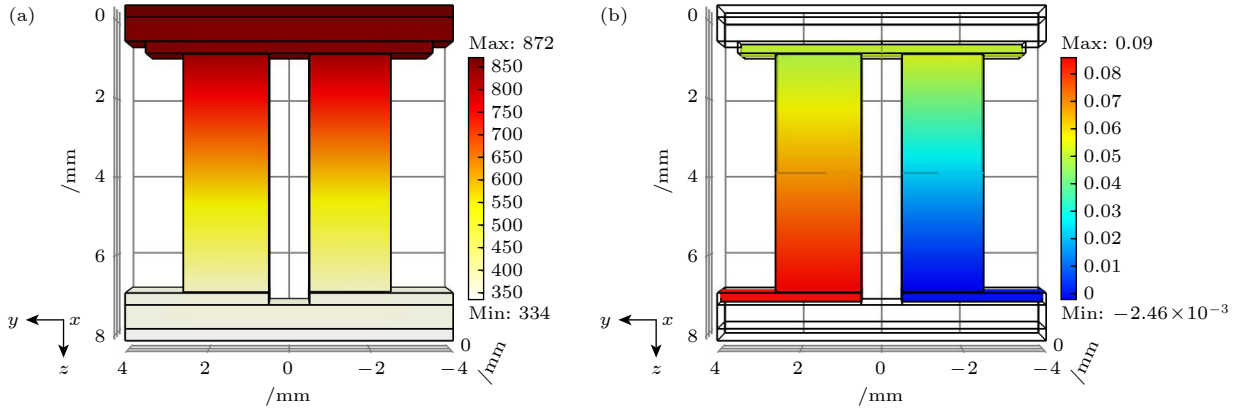 (a)
0
2
4
6
8
/mm
Max: 872
850
800
750
700
650
600
550
500
450
400
350
Min: 334
y
x
z
4
2
0
−2
−4
/mm
0
/mm
(b)
0
2
4
6
8
/mm
Max: 0.09
0.08
0.07
0.06
0.05
0.04
0.03
0.02
0.01
0
Min: −2.46×10⁻³
y
x
z
4
2
0
−2
−4
/mm
0
/mm